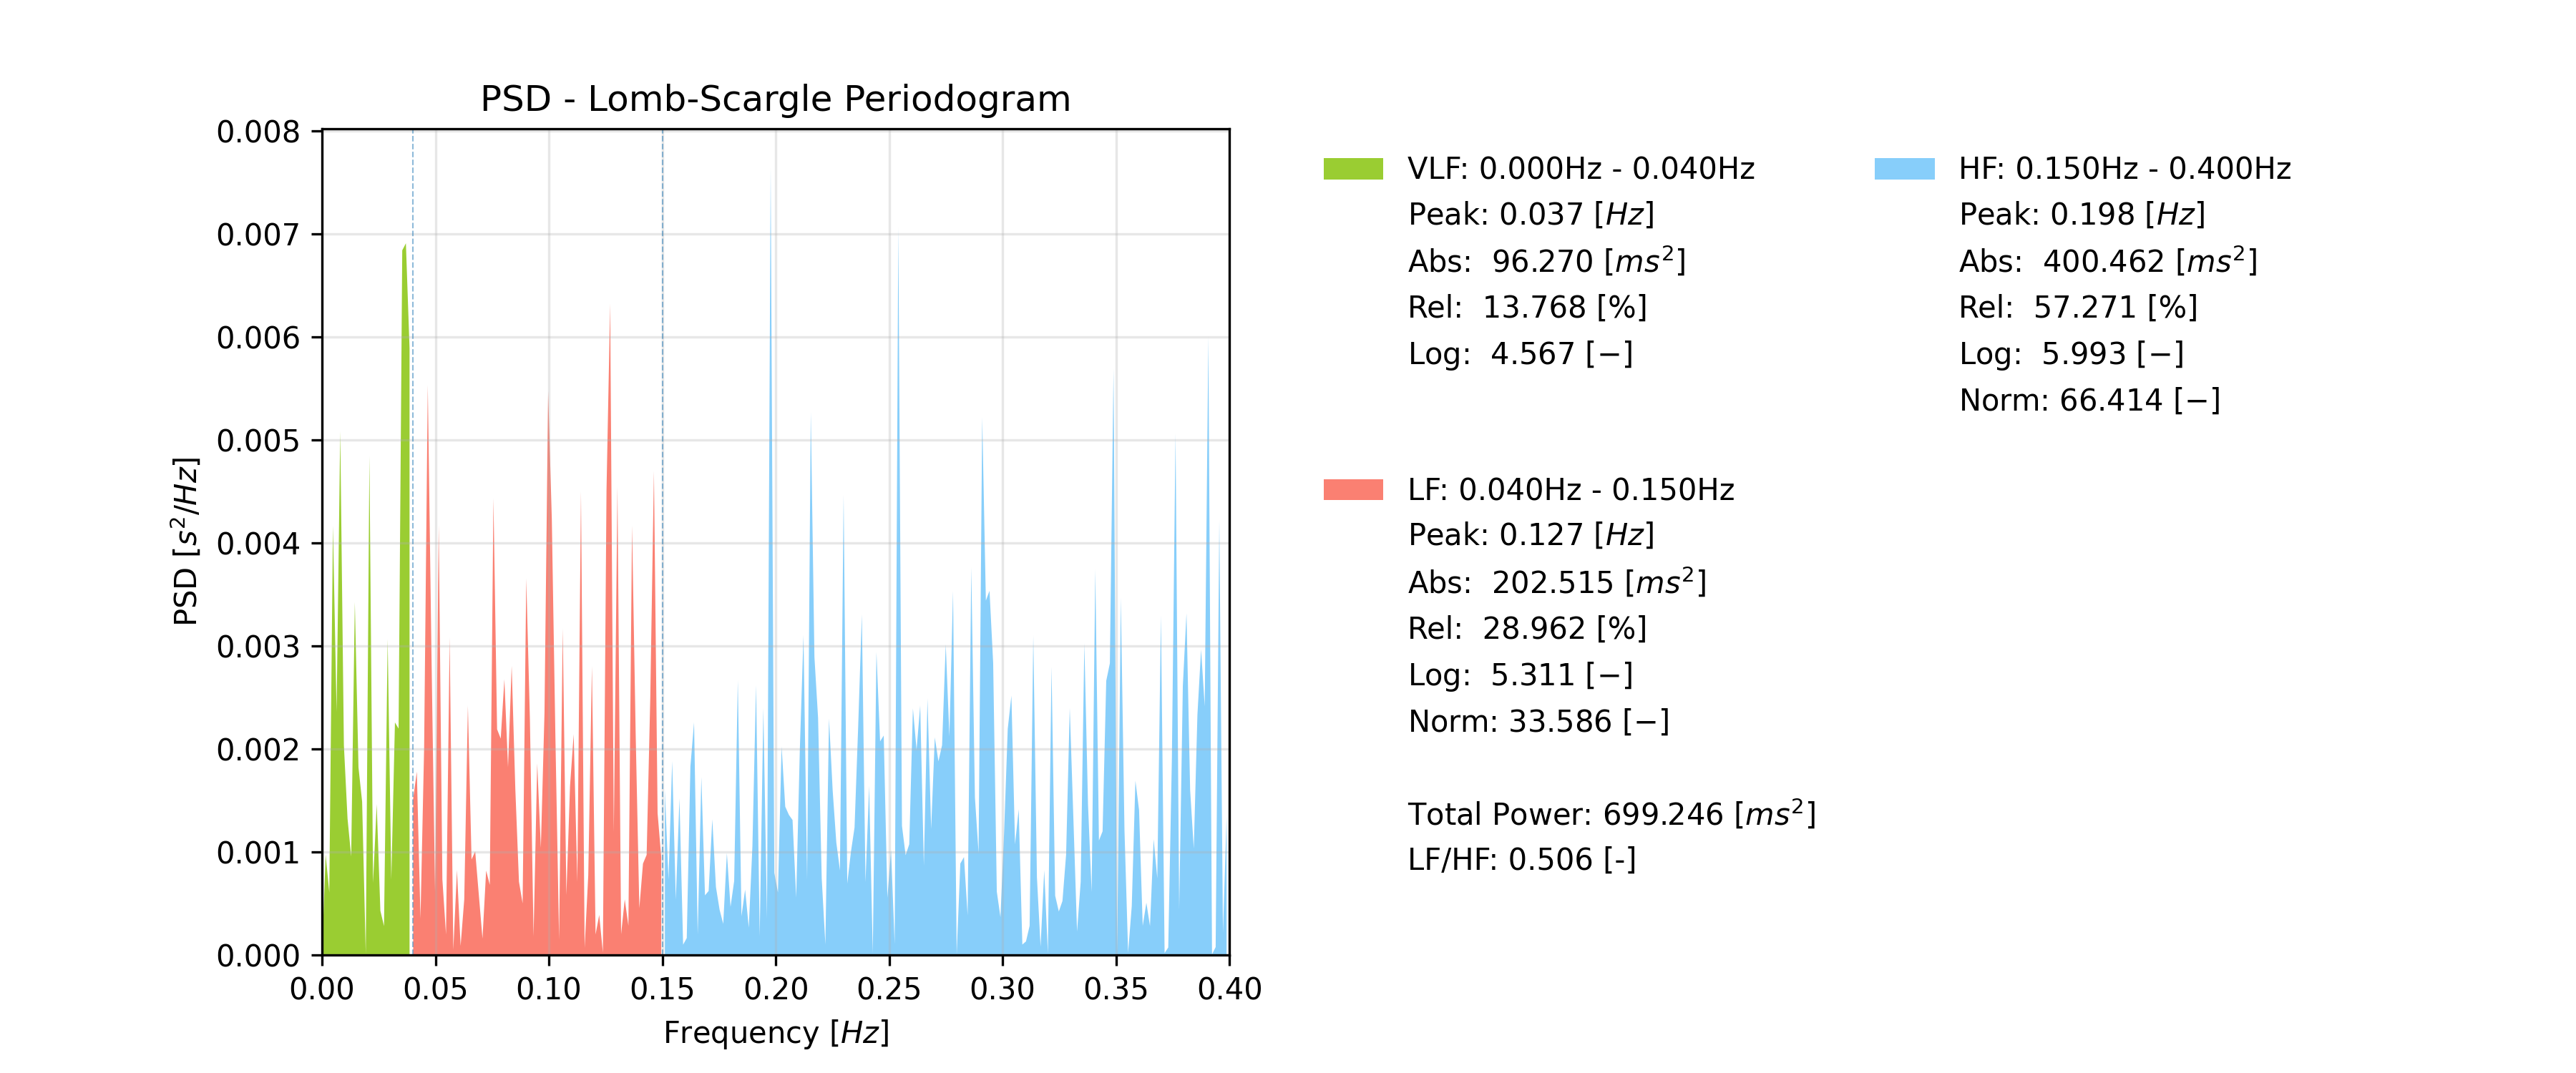 PSD - Lomb-Scargle Periodogram
0.008
0.007
0.006
0.005
0.004
0.003
0.002
0.001
0.000
PSD [s²/Hz]
0.00 0.05 0.10 0.15 0.20 0.25 0.30 0.35 0.40
Frequency [Hz]
VLF: 0.000Hz - 0.040Hz
Peak: 0.037 [Hz]
Abs: 96.270 [ms²]
Rel: 13.768 [%]
Log: 4.567 [−]
LF: 0.040Hz - 0.150Hz
Peak: 0.127 [Hz]
Abs: 202.515 [ms²]
Rel: 28.962 [%]
Log: 5.311 [−]
Norm: 33.586 [−]
Total Power: 699.246 [ms²]
LF/HF: 0.506 [-]
HF: 0.150Hz - 0.400Hz
Peak: 0.198 [Hz]
Abs: 400.462 [ms²]
Rel: 57.271 [%]
Log: 5.993 [−]
Norm: 66.414 [−]